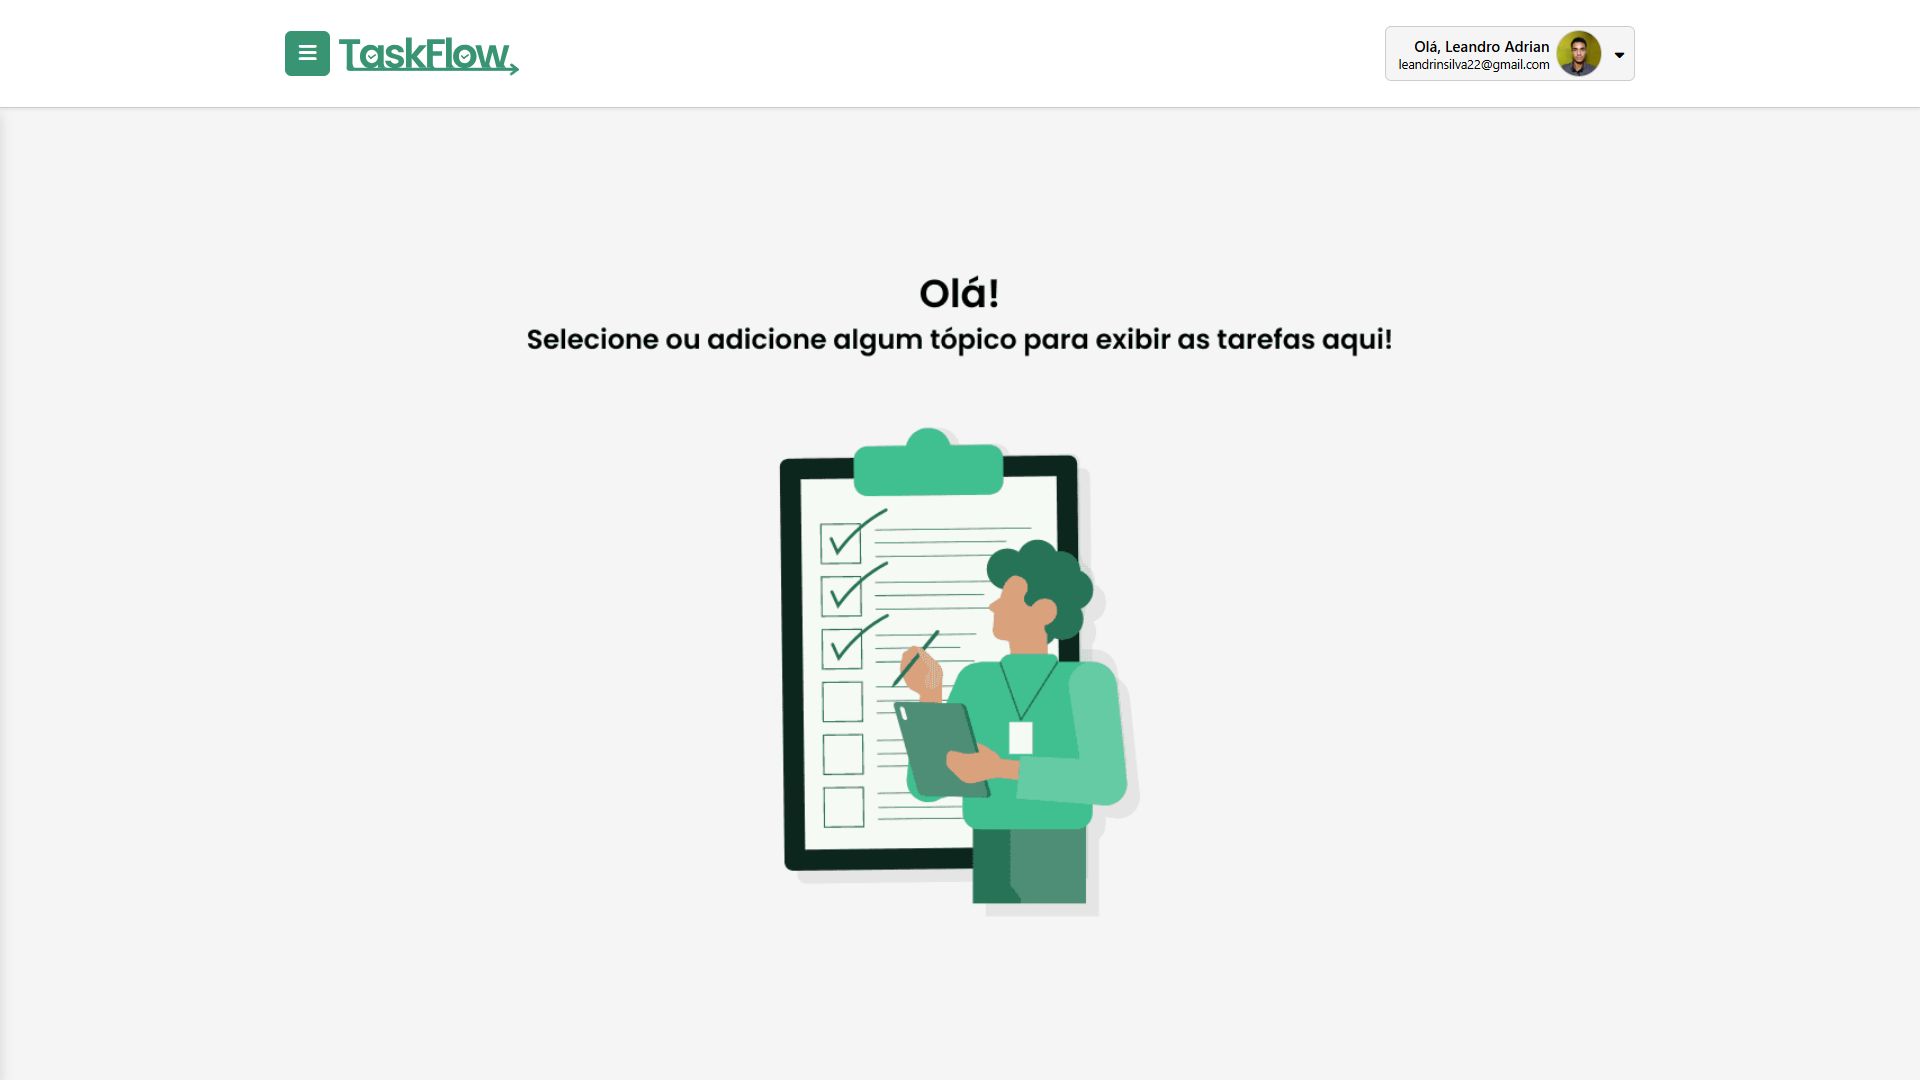 TaskFlow
Olá, Leandro Adrian
leandrinsilva22@gmail.com
Olá!
Selecione ou adicione algum tópico para exibir as tarefas aqui!